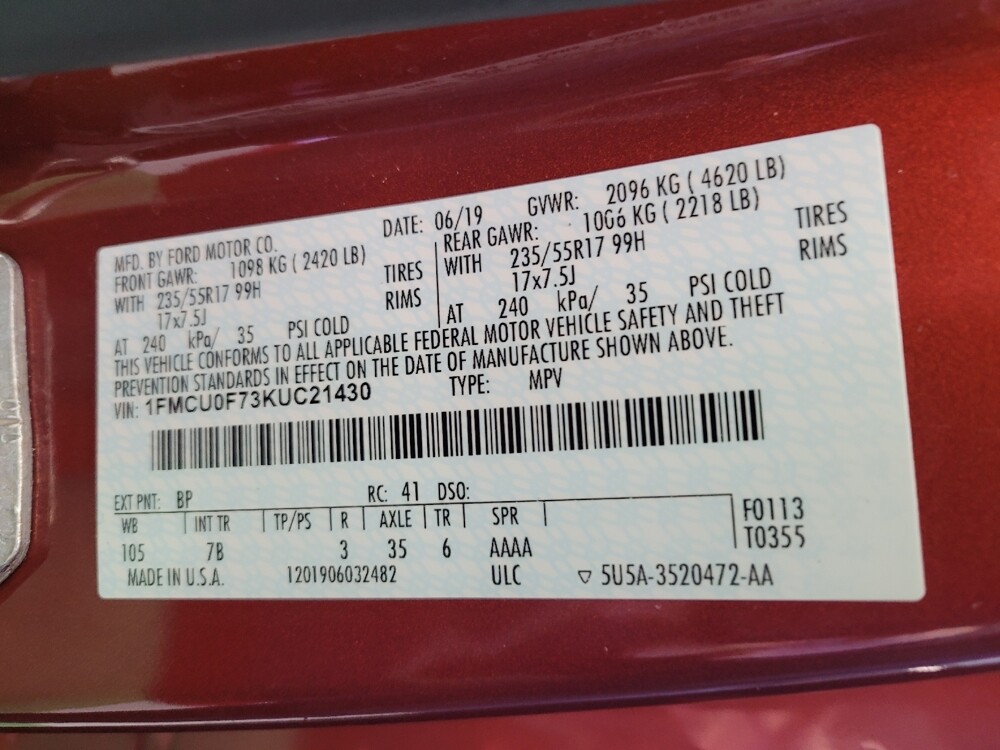 MFD. BY FORD MOTOR CO. DATE: 06/19 GVWR: 2096 KG ( 4620 LB)
FRONT GAWR: 1098 KG ( 2420 LB) REAR GAWR: 1006 KG ( 2218 LB)
WITH 235/55R17 99H TIRES WITH 235/55R17 99H TIRES
17x7.5J RIMS 17x7.5J RIMS
AT 240 kPa/ 35 PSI COLD AT 240 kPa/ 35 PSI COLD
THIS VEHICLE CONFORMS TO ALL APPLICABLE FEDERAL MOTOR VEHICLE SAFETY AND THEFT
PREVENTION STANDARDS IN EFFECT ON THE DATE OF MANUFACTURE SHOWN ABOVE.
VIN: 1FMCU0F73KUC21430 TYPE: MPV
EXT PNT: BP RC: 41 DSO:
WB INT TR TP/PS R AXLE TR SPR F0113
105 7B 3 35 6 AAAA T0355
MADE IN U.S.A. 1201906032482 ULC ▽ 5U5A-3520472-AA